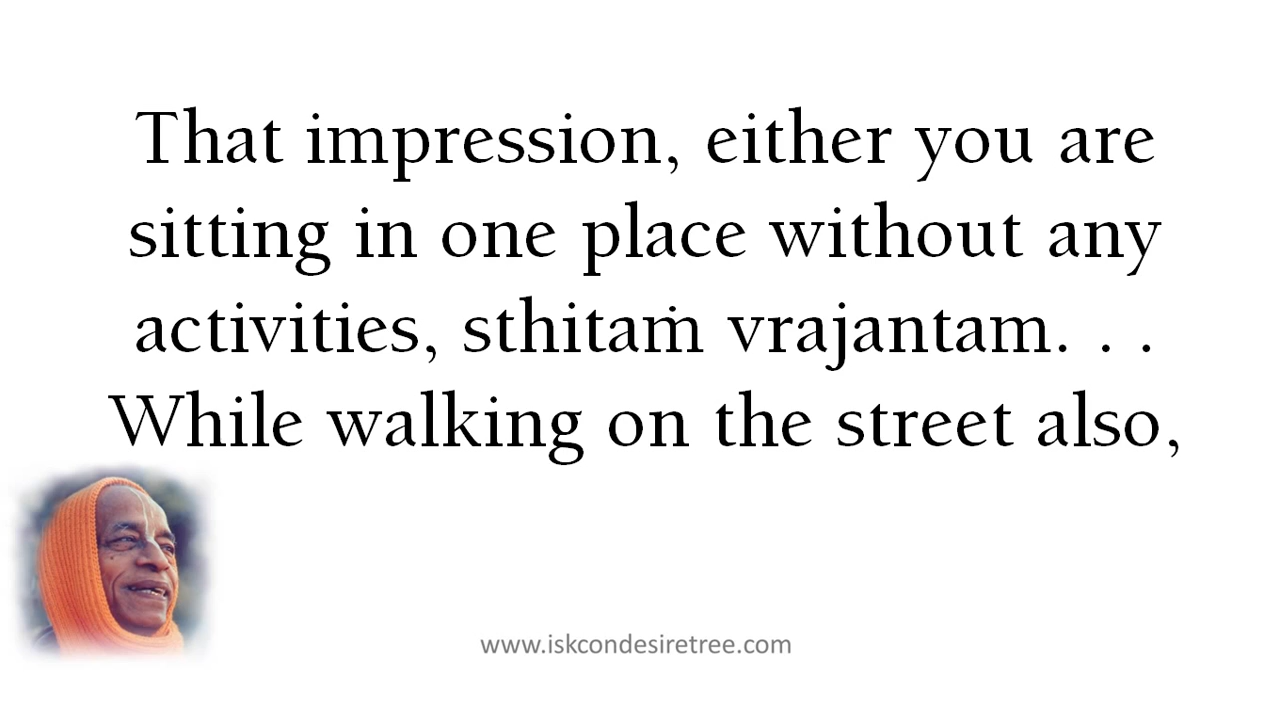 That impression, either you are
sitting in one place without any
activities, sthitaṁ vrajantam. . .
While walking on the street also,
www.iskcondesiretree.com